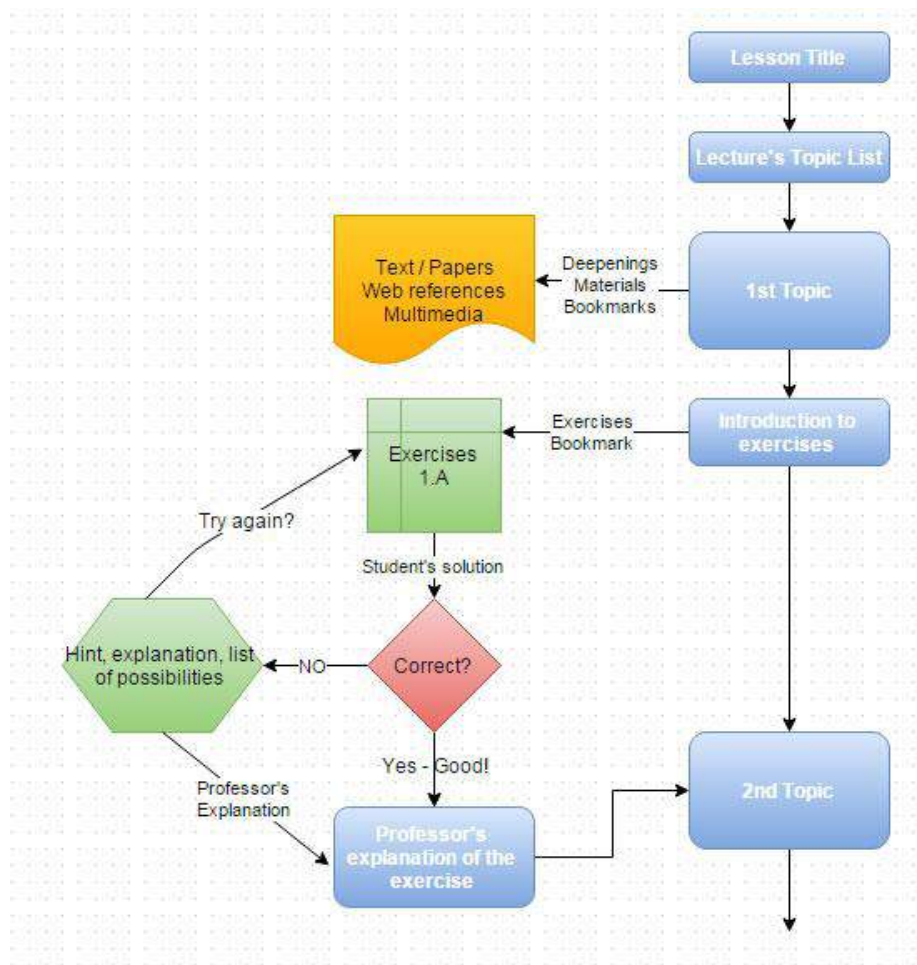 Lesson Title
Lecture's Topic List
Text / Papers
Web references
Multimedia
Deepenings
Materials
Bookmarks
1st Topic
Exercises
1.A
Exercises
Bookmark
Introduction to
exercises
Try again?
Student's solution
Hint, explanation, list
of possibilities
NO
Correct?
Yes - Good!
Professor's
Explanation
Professor's
explanation of the
exercise
2nd Topic